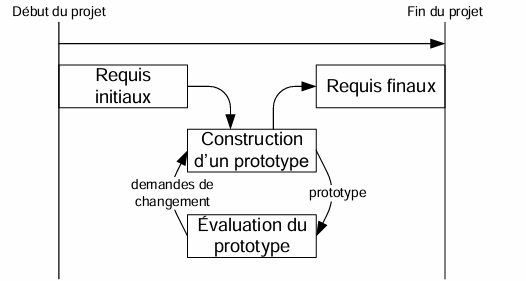 Début du projet
Fin du projet
Requis
initiaux
Requis finaux
Construction
d'un prototype
demandes de
changement
prototype
Évaluation du
prototype